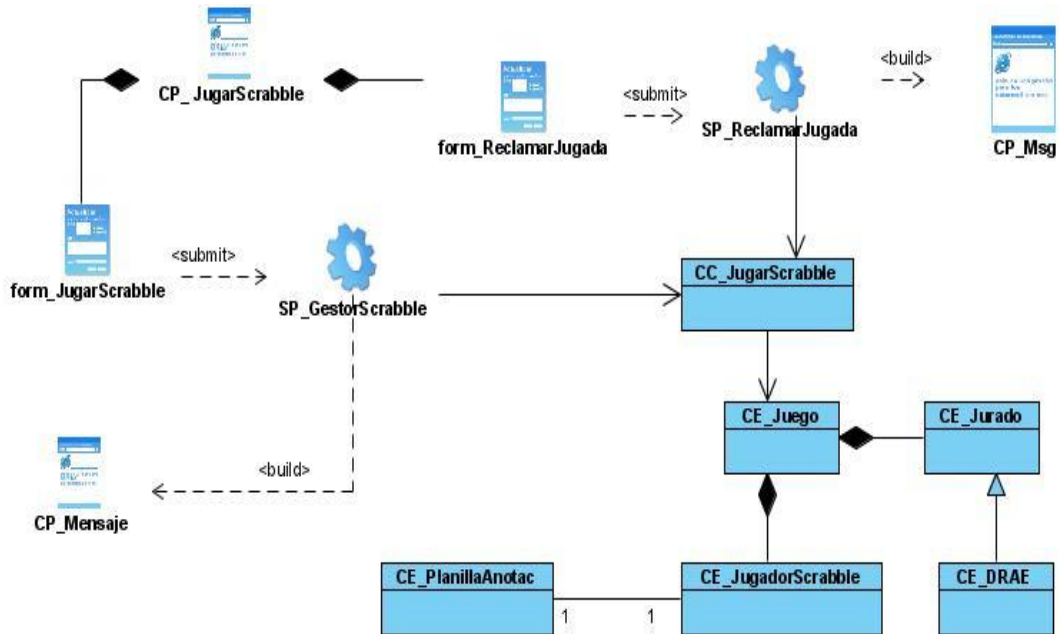 <build>
CP_ JugarScrabble
<submit>
form_ReclamarJugada
SP_ReclamarJugada
CP_Msg
<submit>
form_JugarScrabble
SP_GestorScrabble
CC_JugarScrabble
CE_Juego
CE_Jurado
<build>
CP_Mensaje
CE_PlanillaAnotac
CE_JugadorScrabble
CE_DRAE
1
1